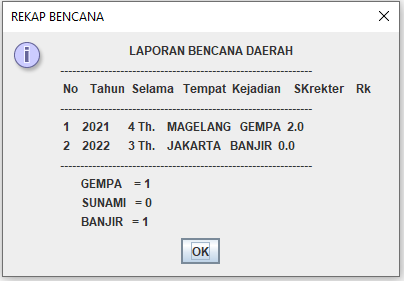 REKAP BENCANA
LAPORAN BENCANA DAERAH
------------------------------------------------------------
No Tahun Selama Tempat Kejadian SKrekter Rk
------------------------------------------------------------
1 2021 4 Th. MAGELANG GEMPA 2.0
2 2022 3 Th. JAKARTA BANJIR 0.0
------------------------------------------------------------
GEMPA = 1
SUNAMI = 0
BANJIR = 1
OK